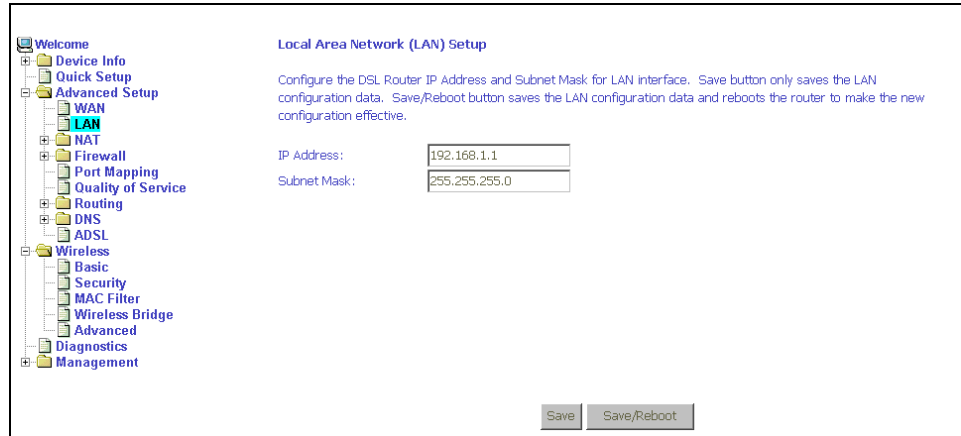 Welcome
Device Info
Quick Setup
Advanced Setup
WAN
LAN
NAT
Firewall
Port Mapping
Quality of Service
Routing
DNS
ADSL
Wireless
Basic
Security
MAC Filter
Wireless Bridge
Advanced
Diagnostics
Management
Local Area Network (LAN) Setup
Configure the DSL Router IP Address and Subnet Mask for LAN interface. Save button only saves the LAN
configuration data. Save/Reboot button saves the LAN configuration data and reboots the router to make the new
configuration effective.
IP Address: 192.168.1.1
Subnet Mask: 255.255.255.0
Save Save/Reboot